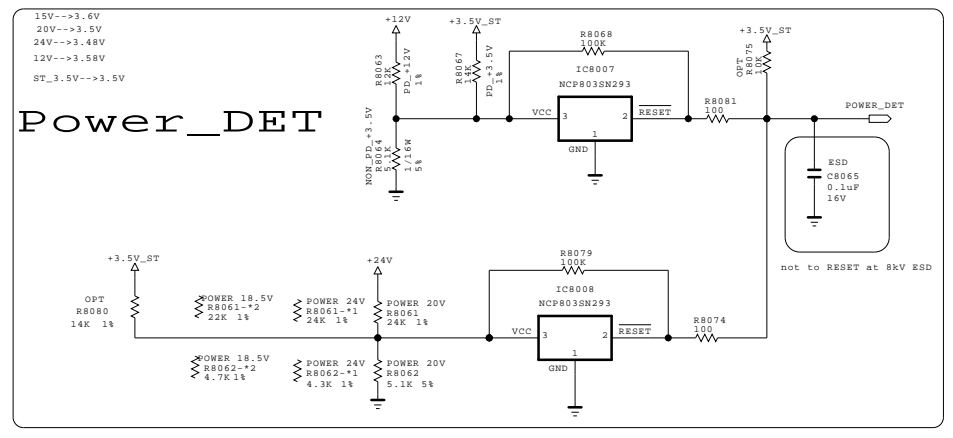 15V-->3.6V
20V-->3.5V
24V-->3.48V
12V-->3.58V
ST_3.5V-->3.5V
Power_DET
+12V
R8063
12K
PD_+12V
1%
+3.5V_ST
R8067
14K
PD_+3.5V
1%
NON_PD_+3.5V
R8064
5.1K
1/16W
5%
R8068
100K
IC8007
NCP803SN293
VCC
3
2
RESET
1
GND
R8081
100
+3.5V_ST
OPT
R8075
10K
POWER_DET
ESD
C8065
0.1uF
16V
not to RESET at 8kV ESD
+3.5V_ST
OPT
R8080
14K 1%
POWER 18.5V
R8061-*2
22K 1%
POWER 24V
R8061-*1
24K 1%
+24V
POWER 20V
R8061
24K 1%
POWER 18.5V
R8062-*2
4.7K 1%
POWER 24V
R8062-*1
4.3K 1%
POWER 20V
R8062
5.1K 5%
R8079
100K
IC8008
NCP803SN293
VCC
3
2
RESET
1
GND
R8074
100